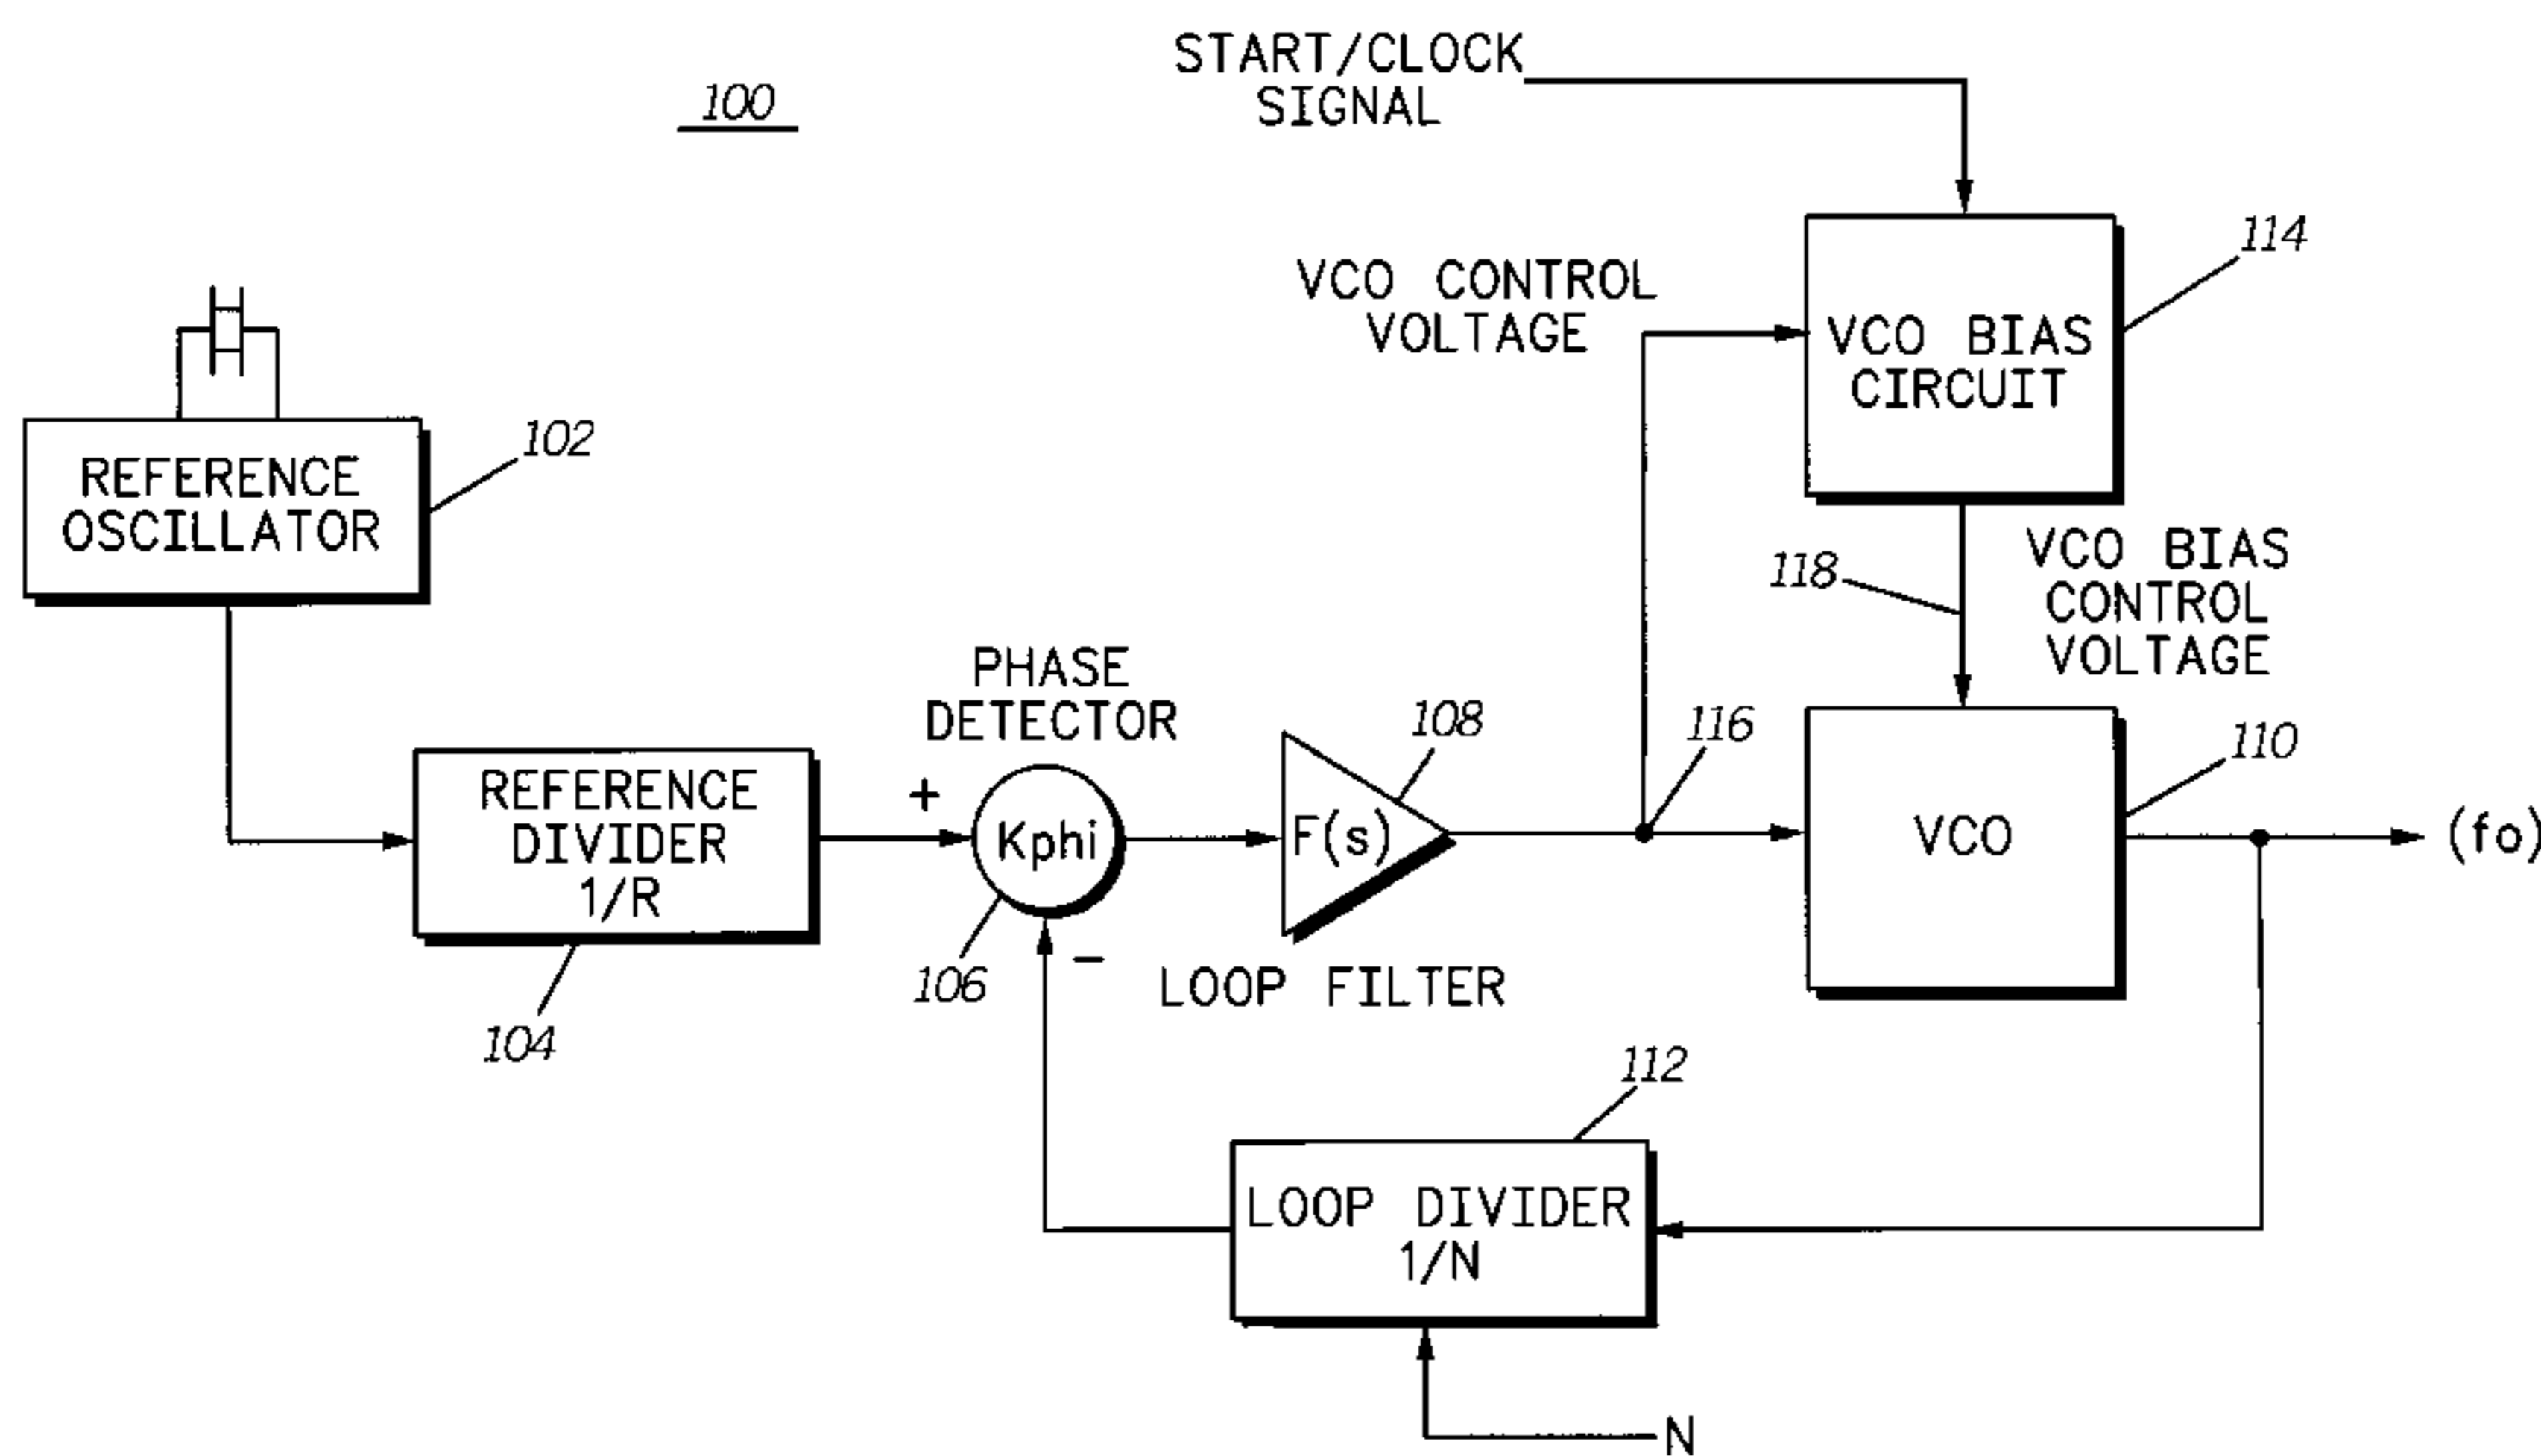 100
START/CLOCK
SIGNAL
114
VCO CONTROL
VOLTAGE
VCO BIAS
CIRCUIT
102
REFERENCE
OSCILLATOR
118
VCO BIAS
CONTROL
VOLTAGE
PHASE
DETECTOR
108
116
110
REFERENCE
DIVIDER
1/R
+
Kphi
F(s)
VCO
(fo)
-
106
LOOP FILTER
104
112
LOOP DIVIDER
1/N
N